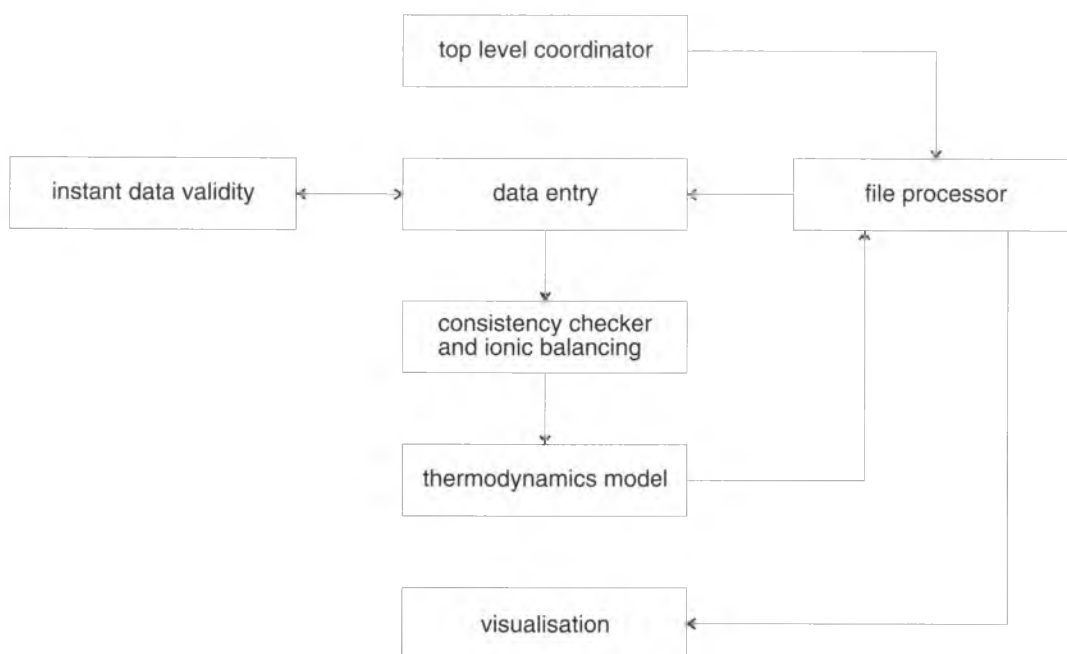 top level coordinator
instant data validity
data entry
file processor
consistency checker
and ionic balancing
thermodynamics model
visualisation